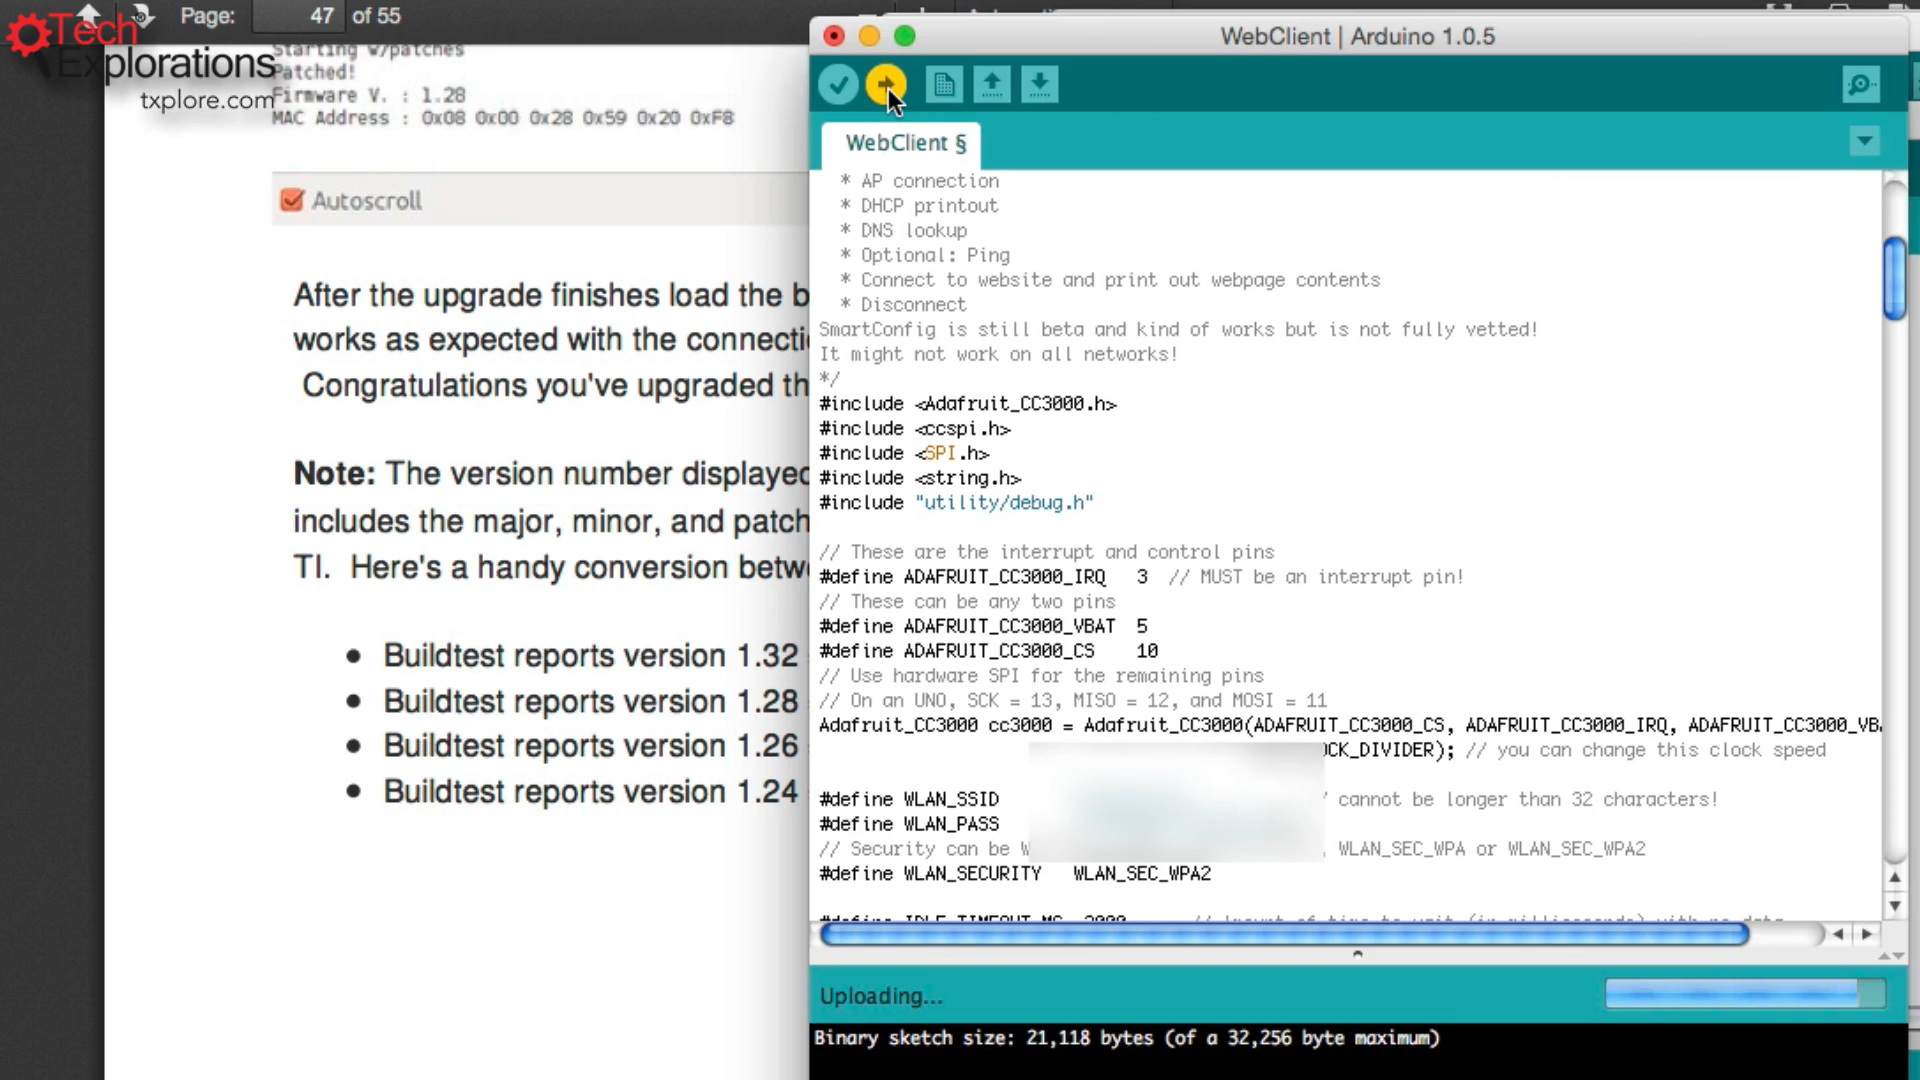 Page: 47 of 55
Tech
Explorations
txplore.com
Starting w/patches
Patched!
Firmware V. : 1.28
MAC Address : 0x08 0x00 0x28 0x59 0x20 0xF8
Autoscroll
After the upgrade finishes load the b
works as expected with the connecti
Congratulations you've upgraded th
Note: The version number displayed
includes the major, minor, and patch
TI. Here's a handy conversion betw
• Buildtest reports version 1.32
• Buildtest reports version 1.28
• Buildtest reports version 1.26
• Buildtest reports version 1.24
WebClient | Arduino 1.0.5
WebClient §
* AP connection
* DHCP printout
* DNS lookup
* Optional: Ping
* Connect to website and print out webpage contents
* Disconnect
SmartConfig is still beta and kind of works but is not fully vetted!
It might not work on all networks!
*/
#include <Adafruit_CC3000.h>
#include <ccspi.h>
#include <SPI.h>
#include <string.h>
#include "utility/debug.h"
// These are the interrupt and control pins
#define ADAFRUIT_CC3000_IRQ 3 // MUST be an interrupt pin!
// These can be any two pins
#define ADAFRUIT_CC3000_VBAT 5
#define ADAFRUIT_CC3000_CS 10
// Use hardware SPI for the remaining pins
// On an UNO, SCK = 13, MISO = 12, and MOSI = 11
Adafruit_CC3000 cc3000 = Adafruit_CC3000(ADAFRUIT_CC3000_CS, ADAFRUIT_CC3000_IRQ, ADAFRUIT_CC3000_VB
OCK_DIVIDER); // you can change this clock speed
#define WLAN_SSID / cannot be longer than 32 characters!
#define WLAN_PASS
// Security can be W , WLAN_SEC_WPA or WLAN_SEC_WPA2
#define WLAN_SECURITY WLAN_SEC_WPA2
Uploading...
Binary sketch size: 21,118 bytes (of a 32,256 byte maximum)